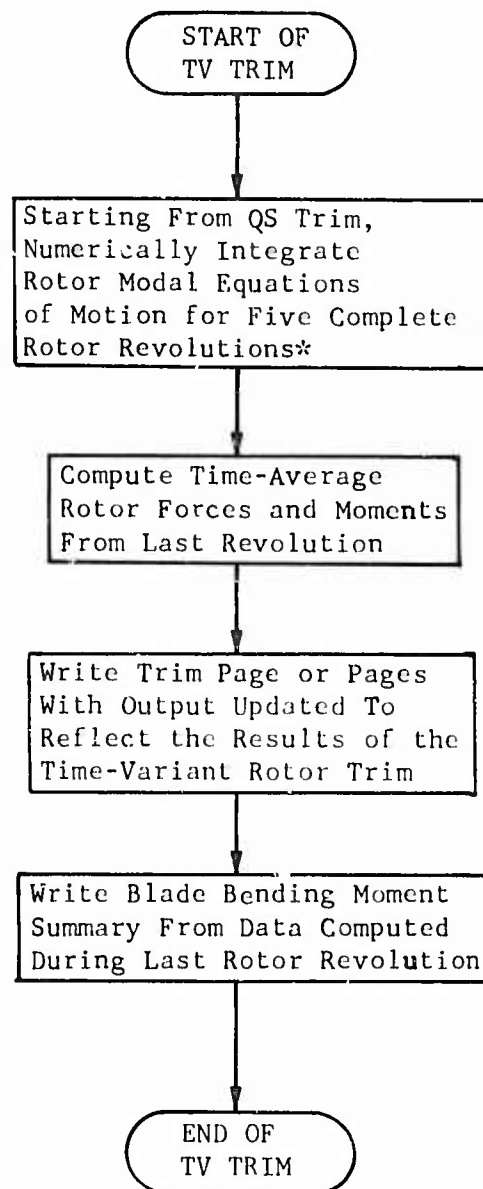 START OF
TV TRIM
Starting From QS Trim,
Numerically Integrate
Rotor Modal Equations
of Motion for Five Complete
Rotor Revolutions*
Compute Time-Average
Rotor Forces and Moments
From Last Revolution
Write Trim Page or Pages
With Output Updated To
Reflect the Results of the
Time-Variant Rotor Trim
Write Blade Bending Moment
Summary From Data Computed
During Last Rotor Revolution
END OF
TV TRIM